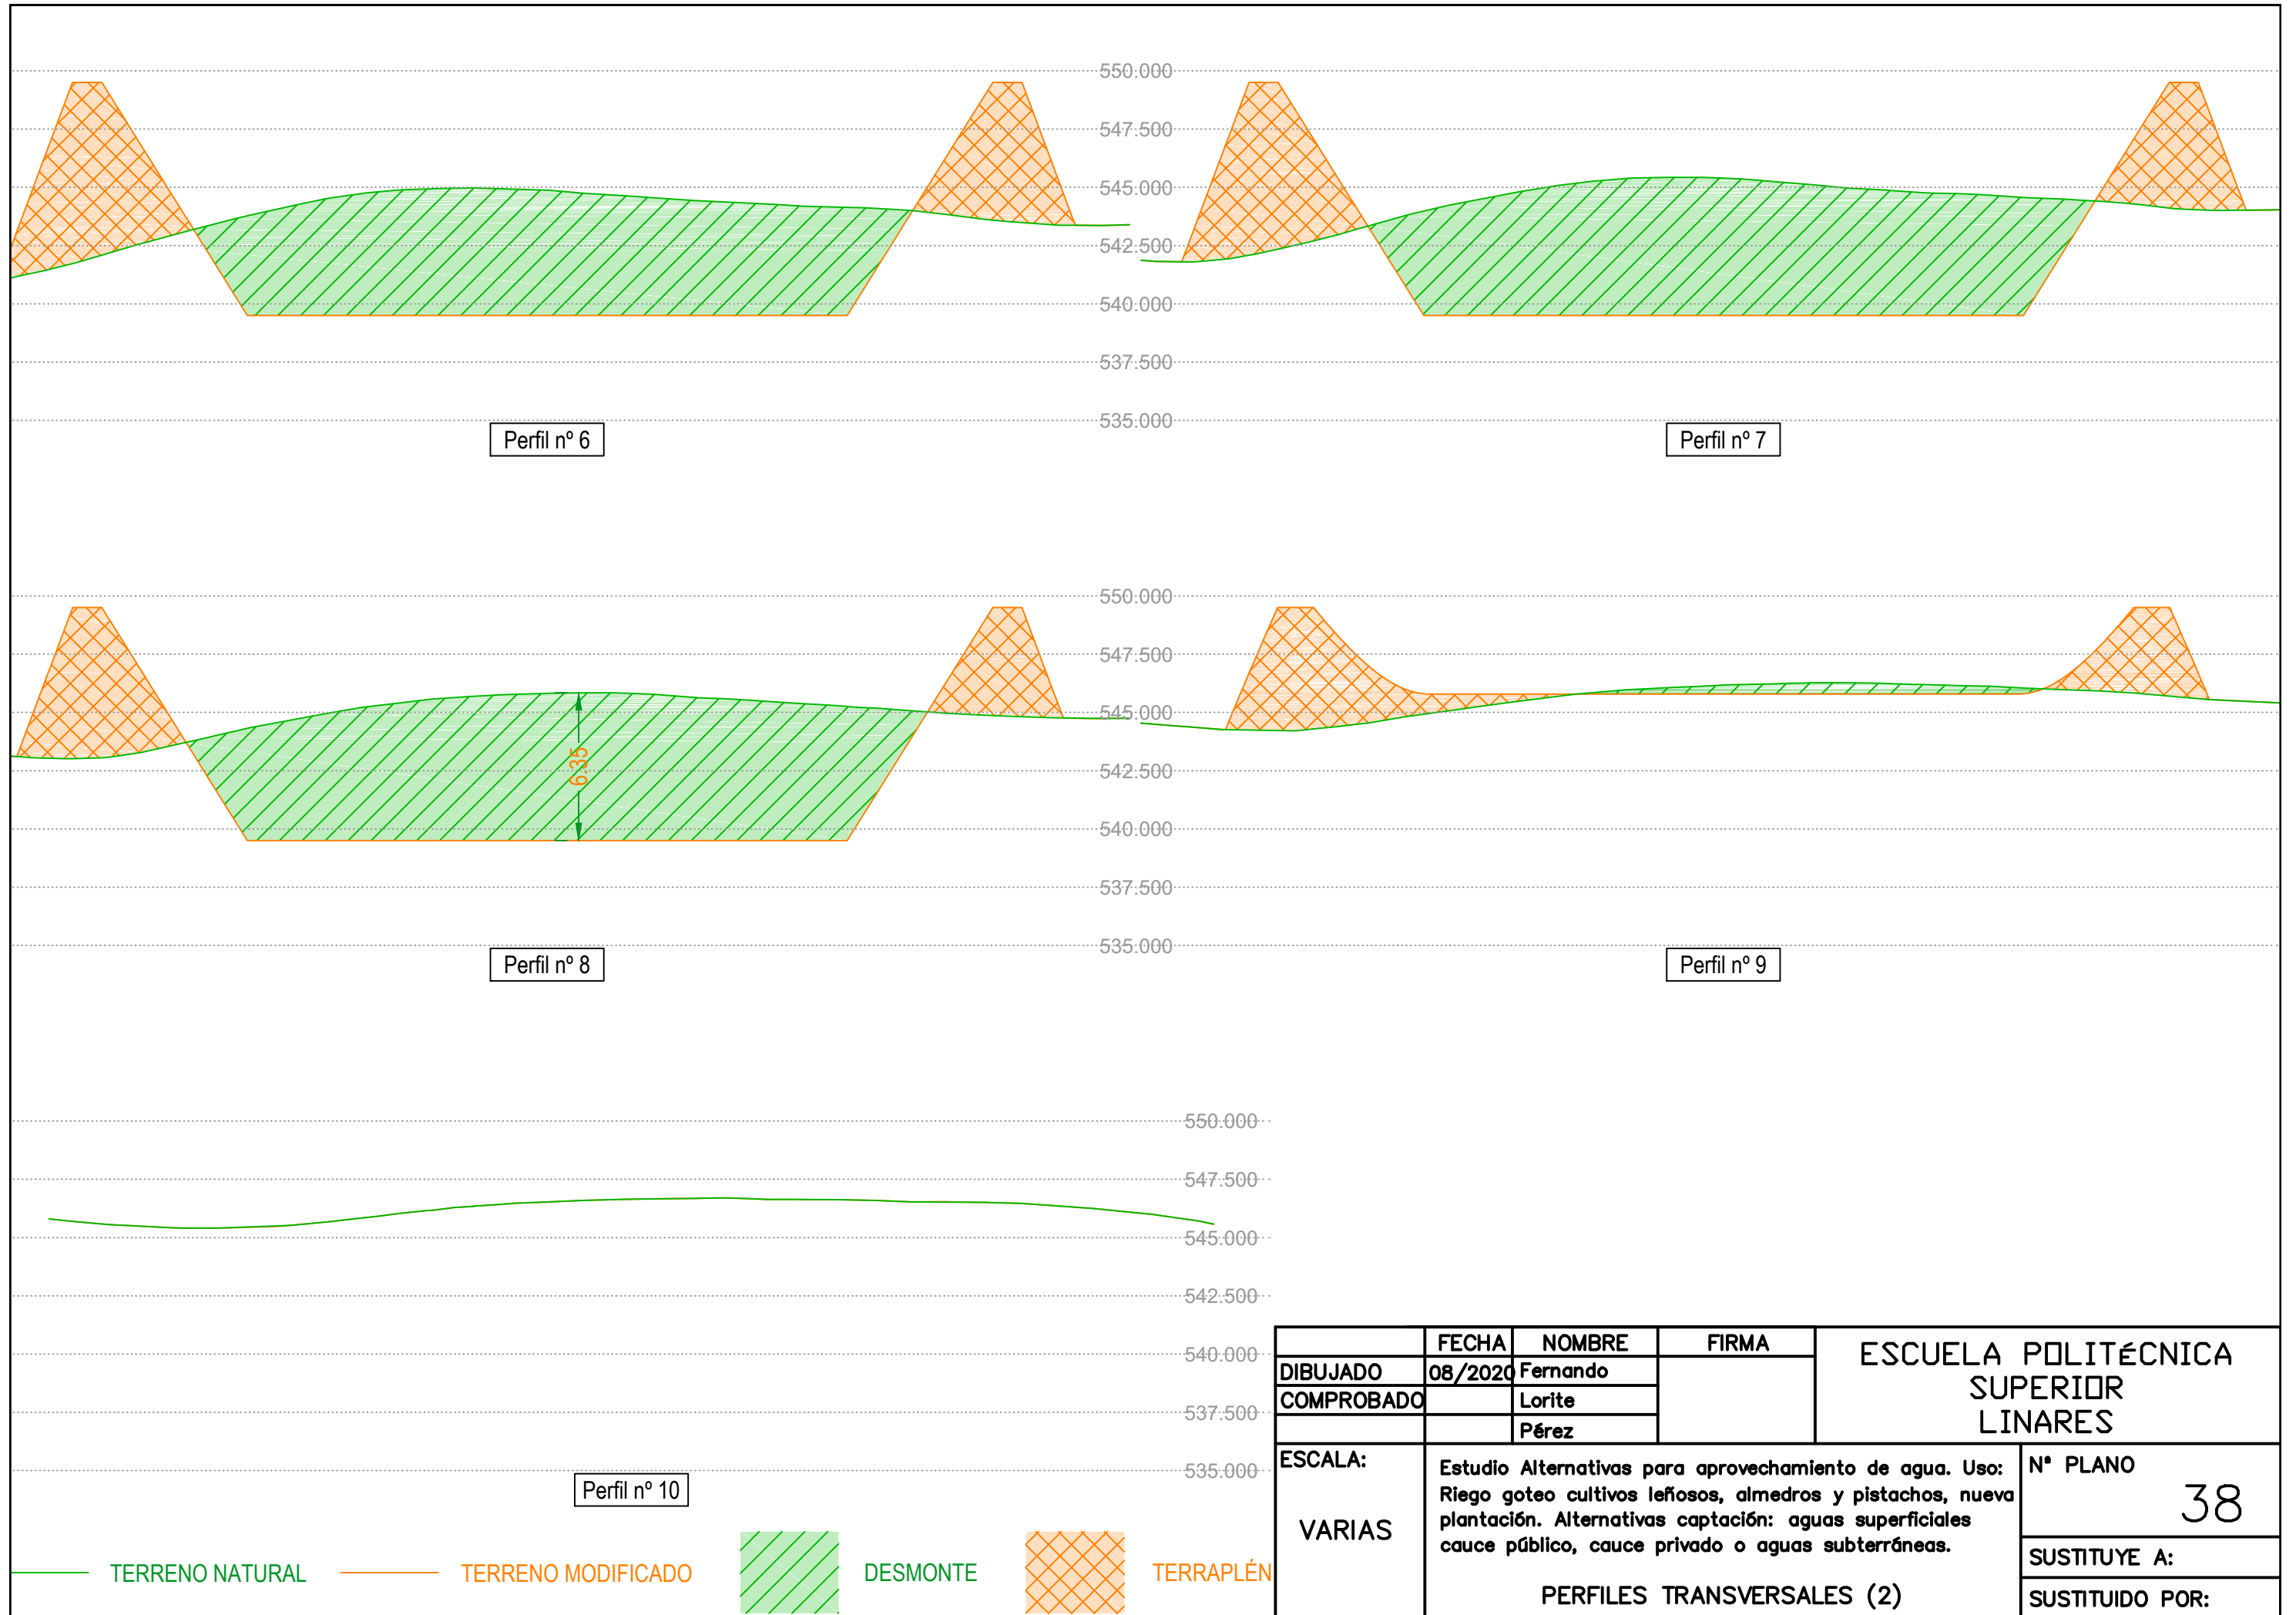 550.000
547.500
545.000
542.500
540.000
537.500
535.000
Perfil nº 6
Perfil nº 7
550.000
547.500
545.000
542.500
540.000
537.500
535.000
6.35
Perfil nº 8
Perfil nº 9
550.000
547.500
545.000
542.500
540.000
537.500
535.000
Perfil nº 10
TERRENO NATURAL
TERRENO MODIFICADO
DESMONTE
TERRAPLÉN
FECHA NOMBRE FIRMA
DIBUJADO 08/2020 Fernando
COMPROBADO Lorite
Pérez
ESCUELA POLITÉCNICA
SUPERIOR
LINARES
ESCALA:
VARIAS
Estudio Alternativas para aprovechamiento de agua. Uso:
Riego goteo cultivos leñosos, almedros y pistachos, nueva
plantación. Alternativas captación: aguas superficiales
cauce público, cauce privado o aguas subterráneas.
PERFILES TRANSVERSALES (2)
Nª PLANO
38
SUSTITUYE A:
SUSTITUIDO POR: